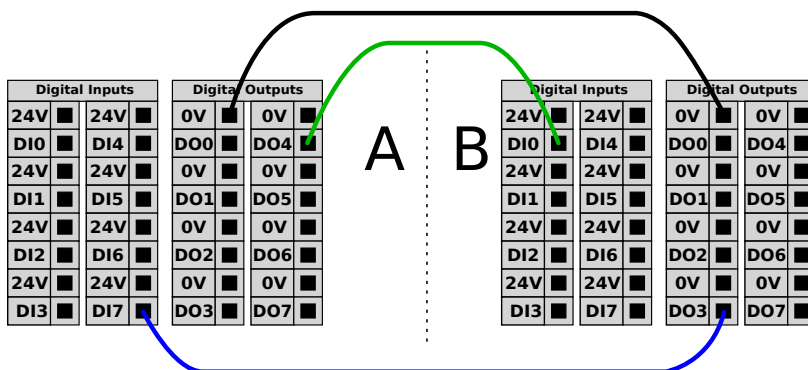 Digital Inputs Digital Outputs Digital Inputs Digital Outputs
24V 24V 0V 0V 24V 24V 0V 0V
DI0 DI4 DO0 DO4 A B DI0 DI4 DO0 DO4
24V 24V 0V 0V 24V 24V 0V 0V
DI1 DI5 DO1 DO5 DI1 DI5 DO1 DO5
24V 24V 0V 0V 24V 24V 0V 0V
DI2 DI6 DO2 DO6 DI2 DI6 DO2 DO6
24V 24V 0V 0V 24V 24V 0V 0V
DI3 DI7 DO3 DO7 DI3 DI7 DO3 DO7